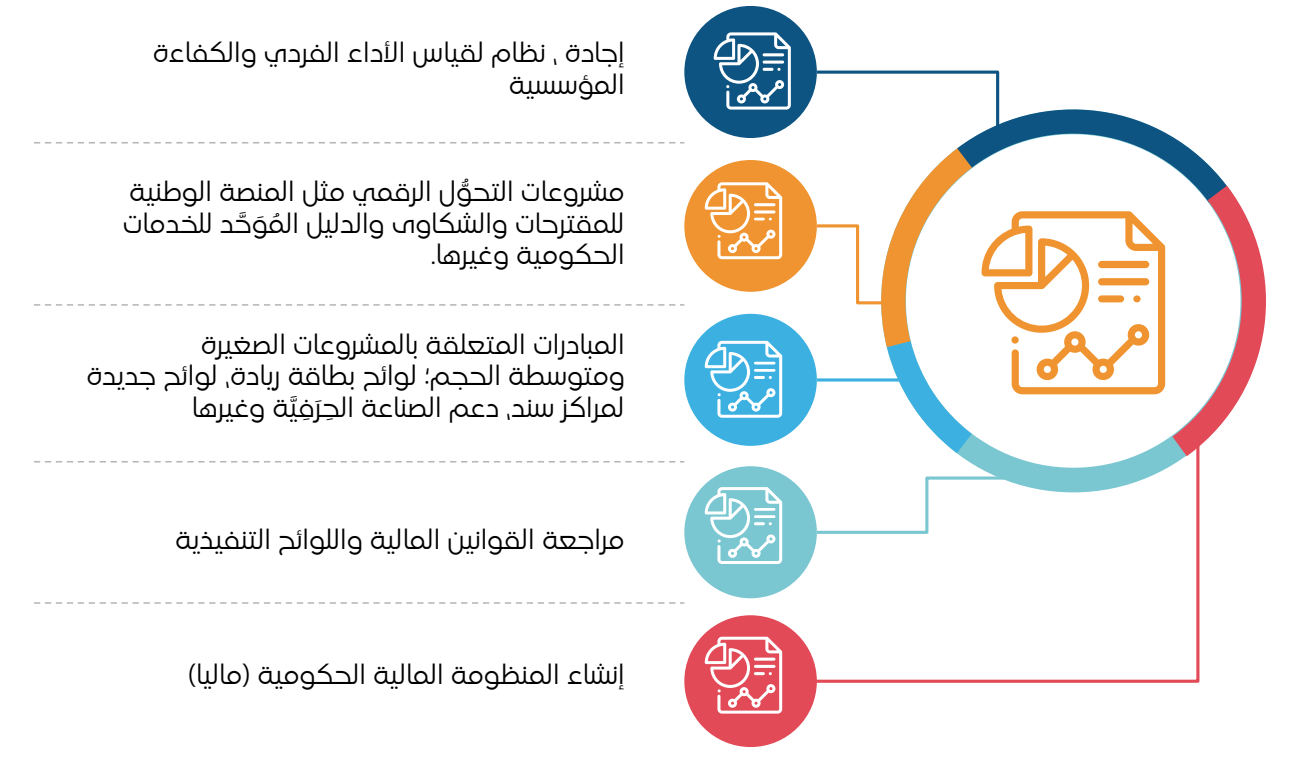 إجادة , نظام لقياس الأداء الفردي والكفاءة
المؤسسية
مشروعات التحوُّل الرقمي مثل المنصة الوطنية
للمقترحات والشكاوى والدليل المُوَحَّد للخدمات
الحكومية وغيرها.
المبادرات المتعلقة بالمشروعات الصغيرة
ومتوسطة الحجم؛ لوائح بطاقة ريادة, لوائح جديدة
لمراكز سند, دعم الصناعة الحِرَفِيَّة وغيرها
مراجعة القوانين المالية واللوائح التنفيذية
إنشاء المنظومة المالية الحكومية (ماليا)